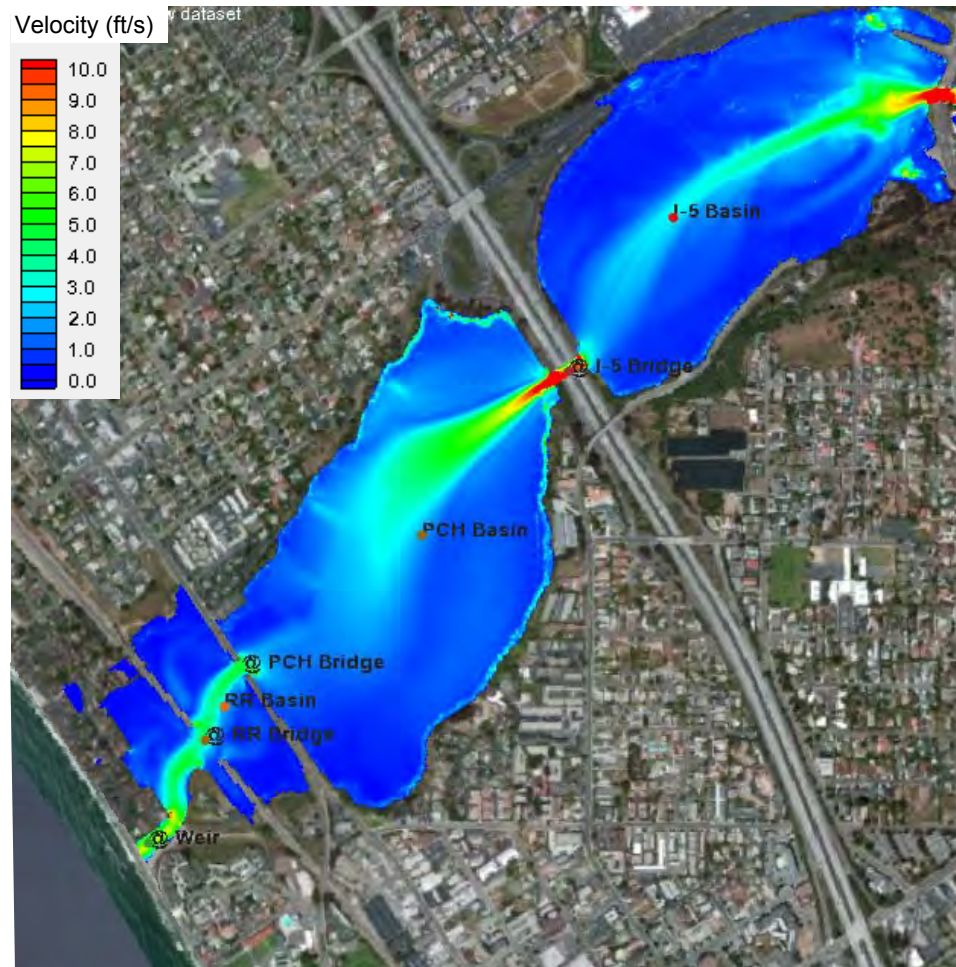 w dataset
Velocity (ft/s)
10.0
9.0
8.0
7.0
6.0
5.0
4.0
3.0
2.0
1.0
0.0
I-5 Basin
I-5 Bridge
PCH Basin
PCH Bridge
RR Basin
RR Bridge
Weir